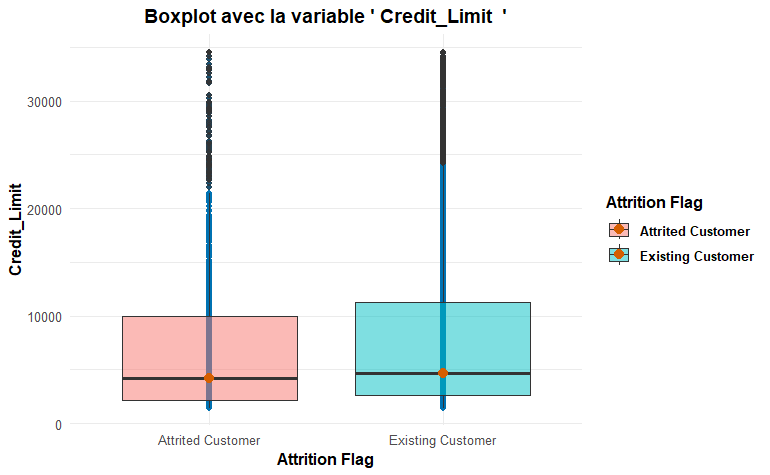 Boxplot avec la variable ' Credit_Limit  '
Credit_Limit
30000
20000
10000
0
Attrited Customer
Existing Customer
Attrition Flag
Attrition Flag
Attrited Customer
Existing Customer